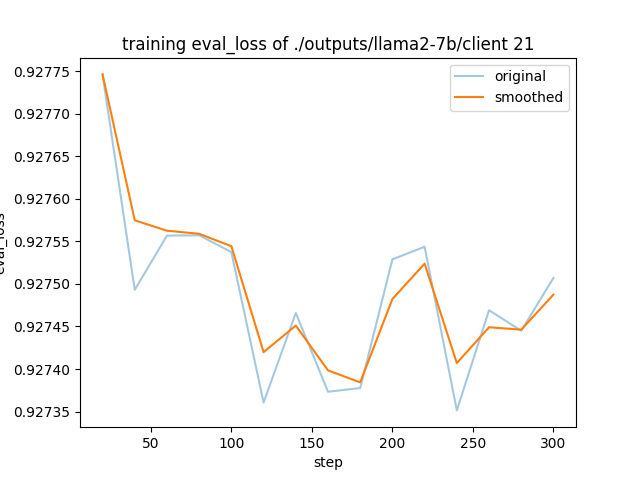 training eval_loss of ./outputs/llama2-7b/client 21
original
smoothed
0.92775
0.92770
0.92765
0.92760
0.92755
0.92750
0.92745
0.92740
0.92735
eval_loss
50 100 150 200 250 300
step